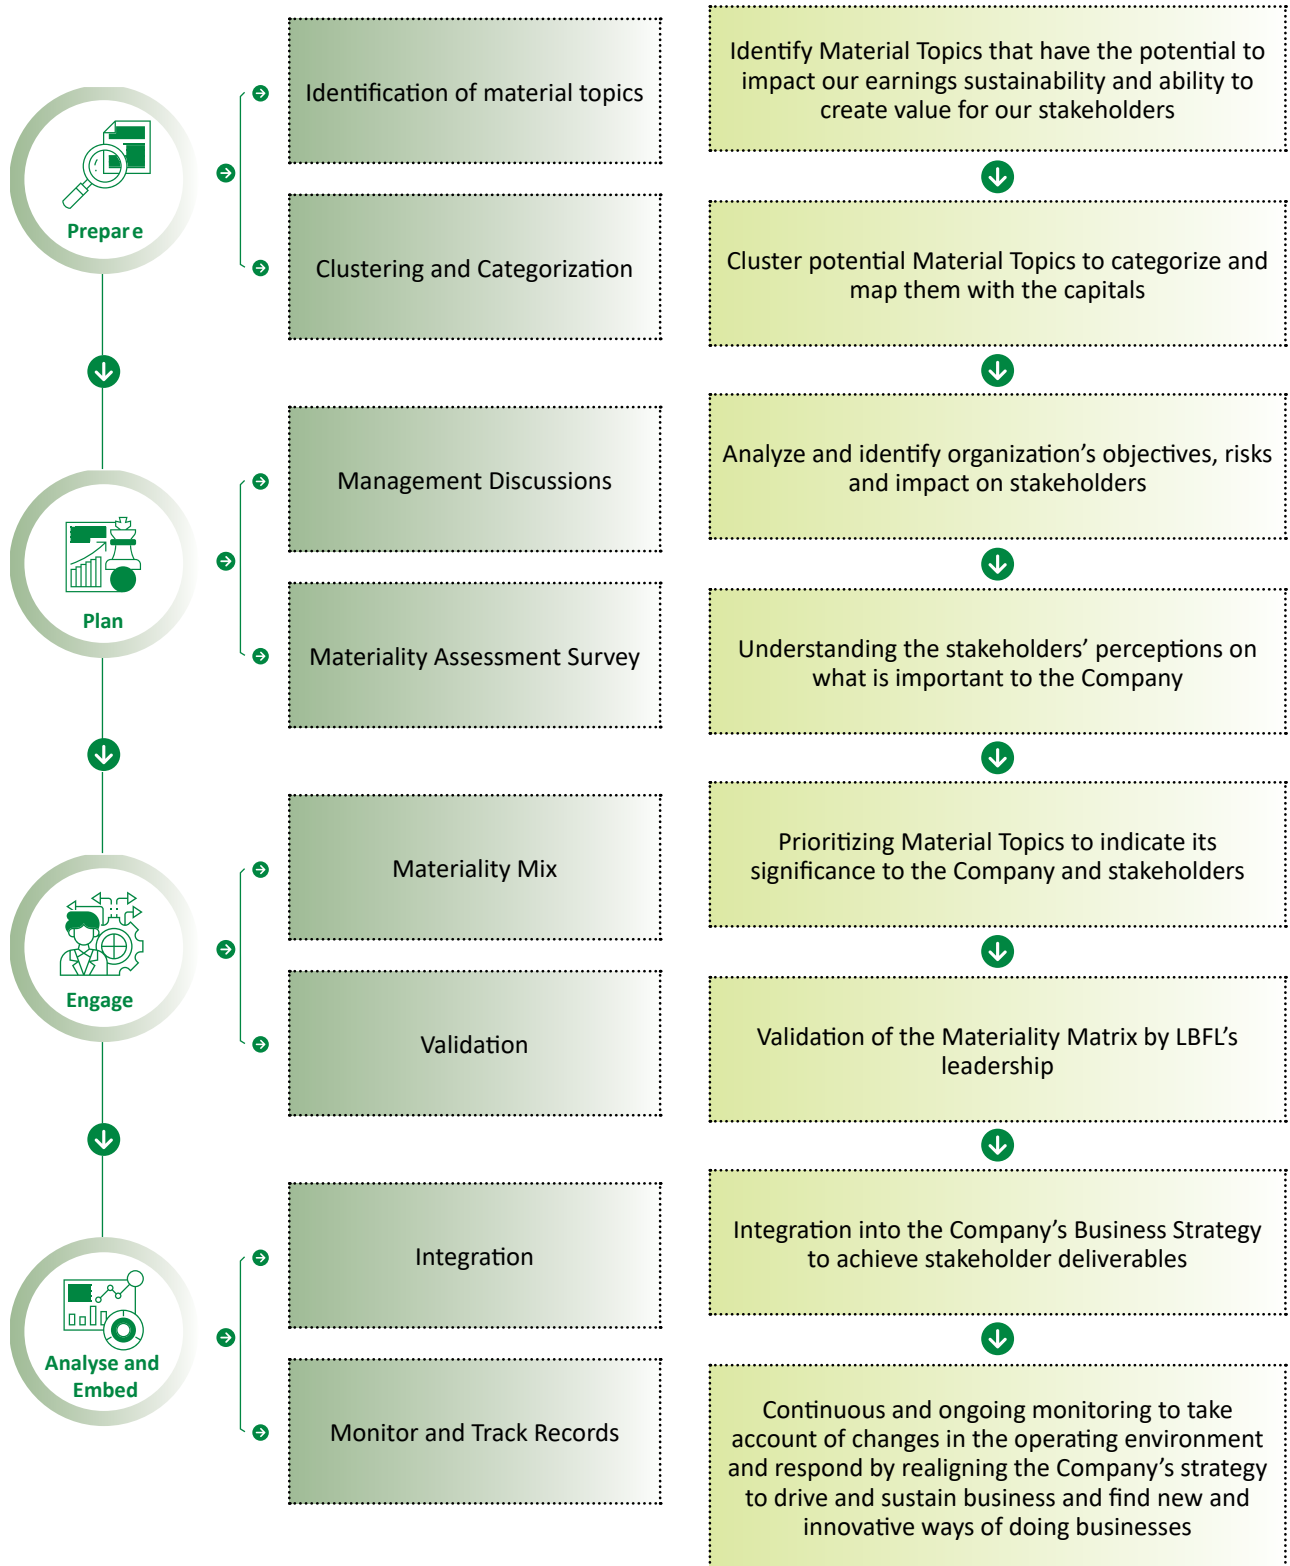 Prepare
Identification of material topics
Identify Material Topics that have the potential to
impact our earnings sustainability and ability to
create value for our stakeholders
Clustering and Categorization
Cluster potential Material Topics to categorize and
map them with the capitals
Plan
Management Discussions
Analyze and identify organization’s objectives, risks
and impact on stakeholders
Materiality Assessment Survey
Understanding the stakeholders’ perceptions on
what is important to the Company
Engage
Materiality Mix
Prioritizing Material Topics to indicate its
significance to the Company and stakeholders
Validation
Validation of the Materiality Matrix by LBFL’s
leadership
Analyse and
Embed
Integration
Integration into the Company’s Business Strategy
to achieve stakeholder deliverables
Monitor and Track Records
Continuous and ongoing monitoring to take
account of changes in the operating environment
and respond by realigning the Company’s strategy
to drive and sustain business and find new and
innovative ways of doing businesses